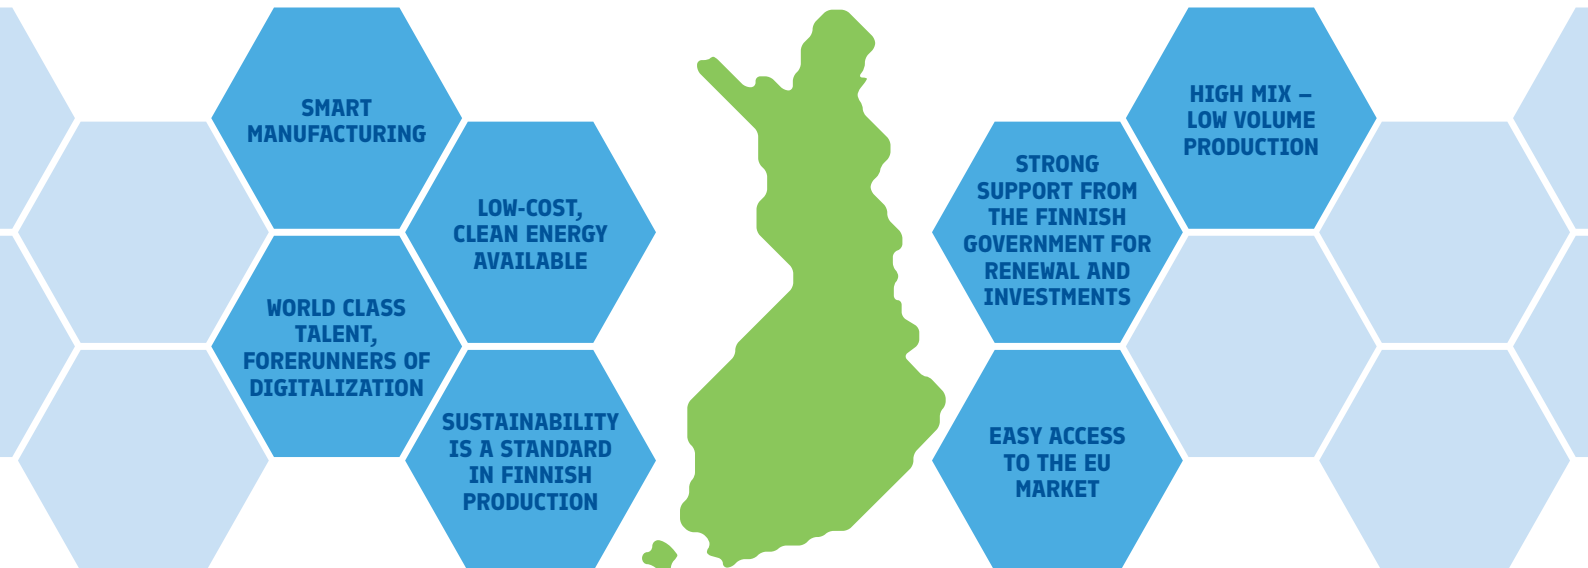 SMART
MANUFACTURING
LOW-COST,
CLEAN ENERGY
AVAILABLE
WORLD CLASS
TALENT,
FORERUNNERS OF
DIGITALIZATION
SUSTAINABILITY
IS A STANDARD
IN FINNISH
PRODUCTION
HIGH MIX –
LOW VOLUME
PRODUCTION
STRONG
SUPPORT FROM
THE FINNISH
GOVERNMENT FOR
RENEWAL AND
INVESTMENTS
EASY ACCESS
TO THE EU
MARKET